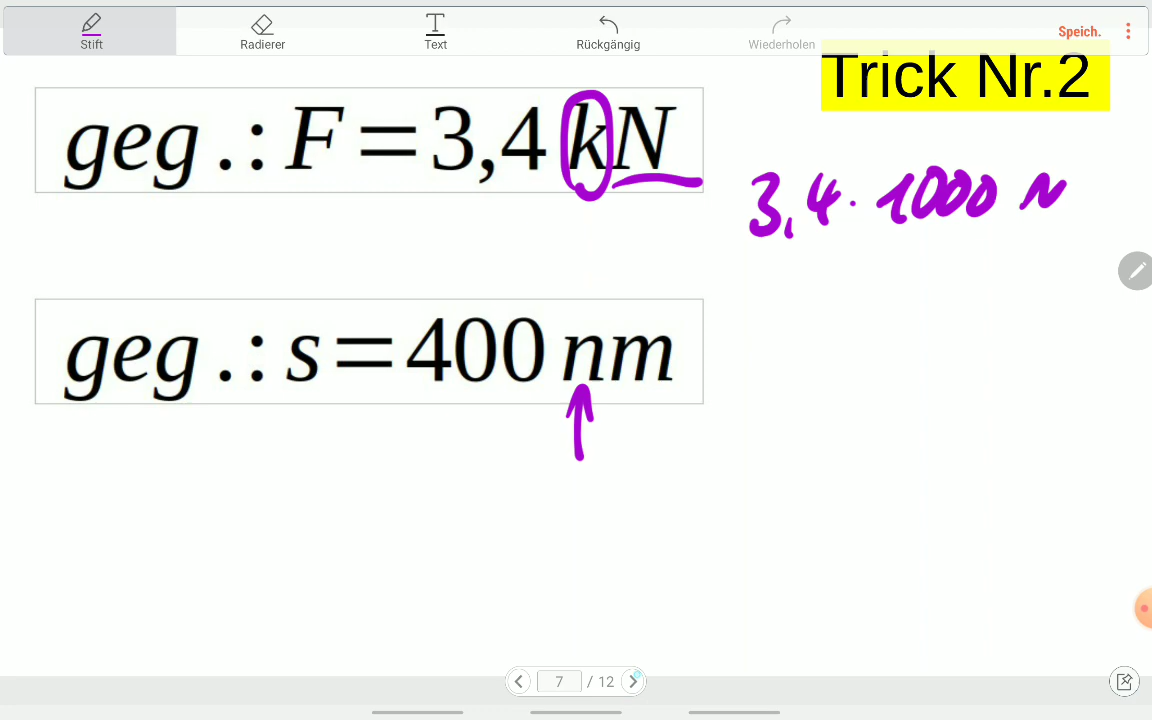 Stift Radierer Text Rückgängig Wiederholen Speich.
Trick Nr.2
geg.: F=3,4 kN
3,4 · 1000 N
geg.: s=400 nm
7 / 12